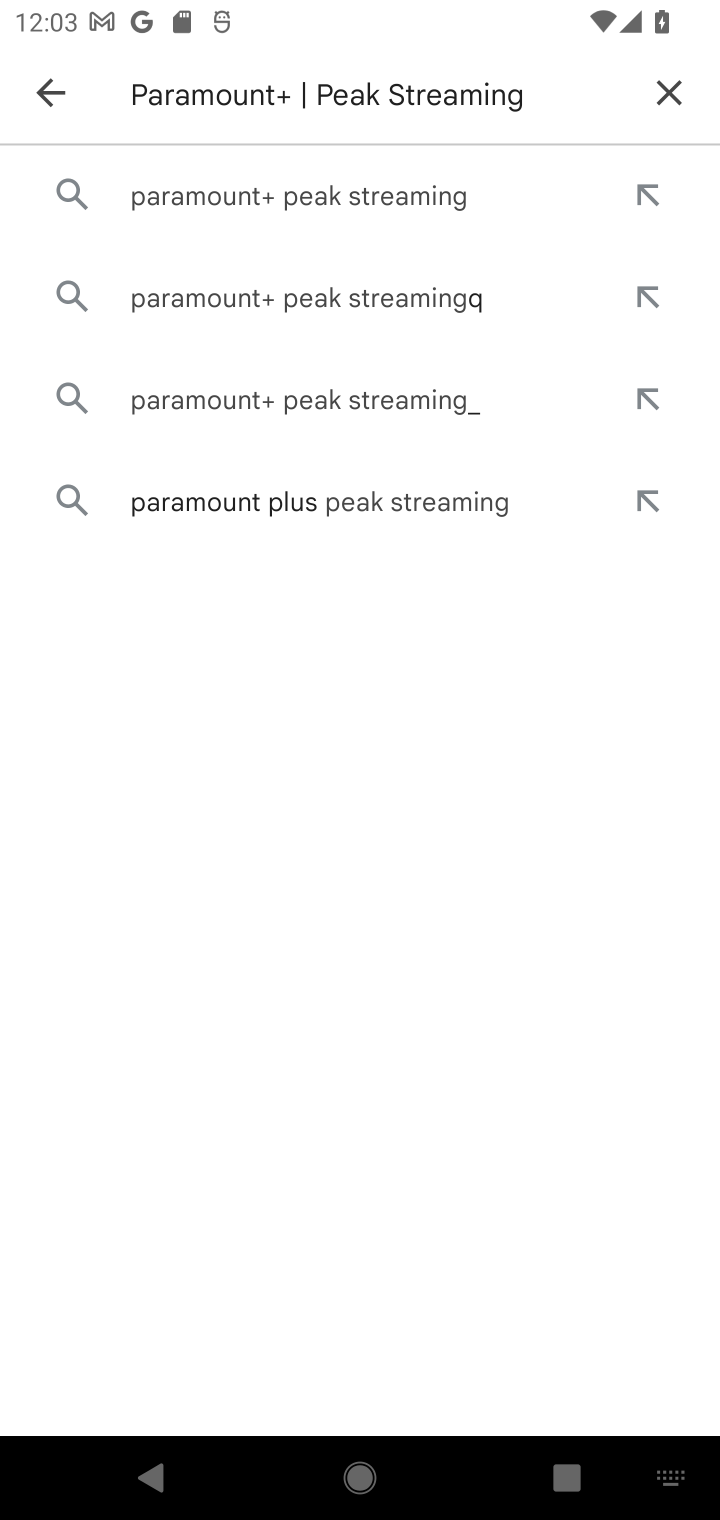 12:03
Paramount+ | Peak Streaming
paramount+ peak streaming
paramount+ peak streamingq
paramount+ peak streaming_
paramount plus peak streaming